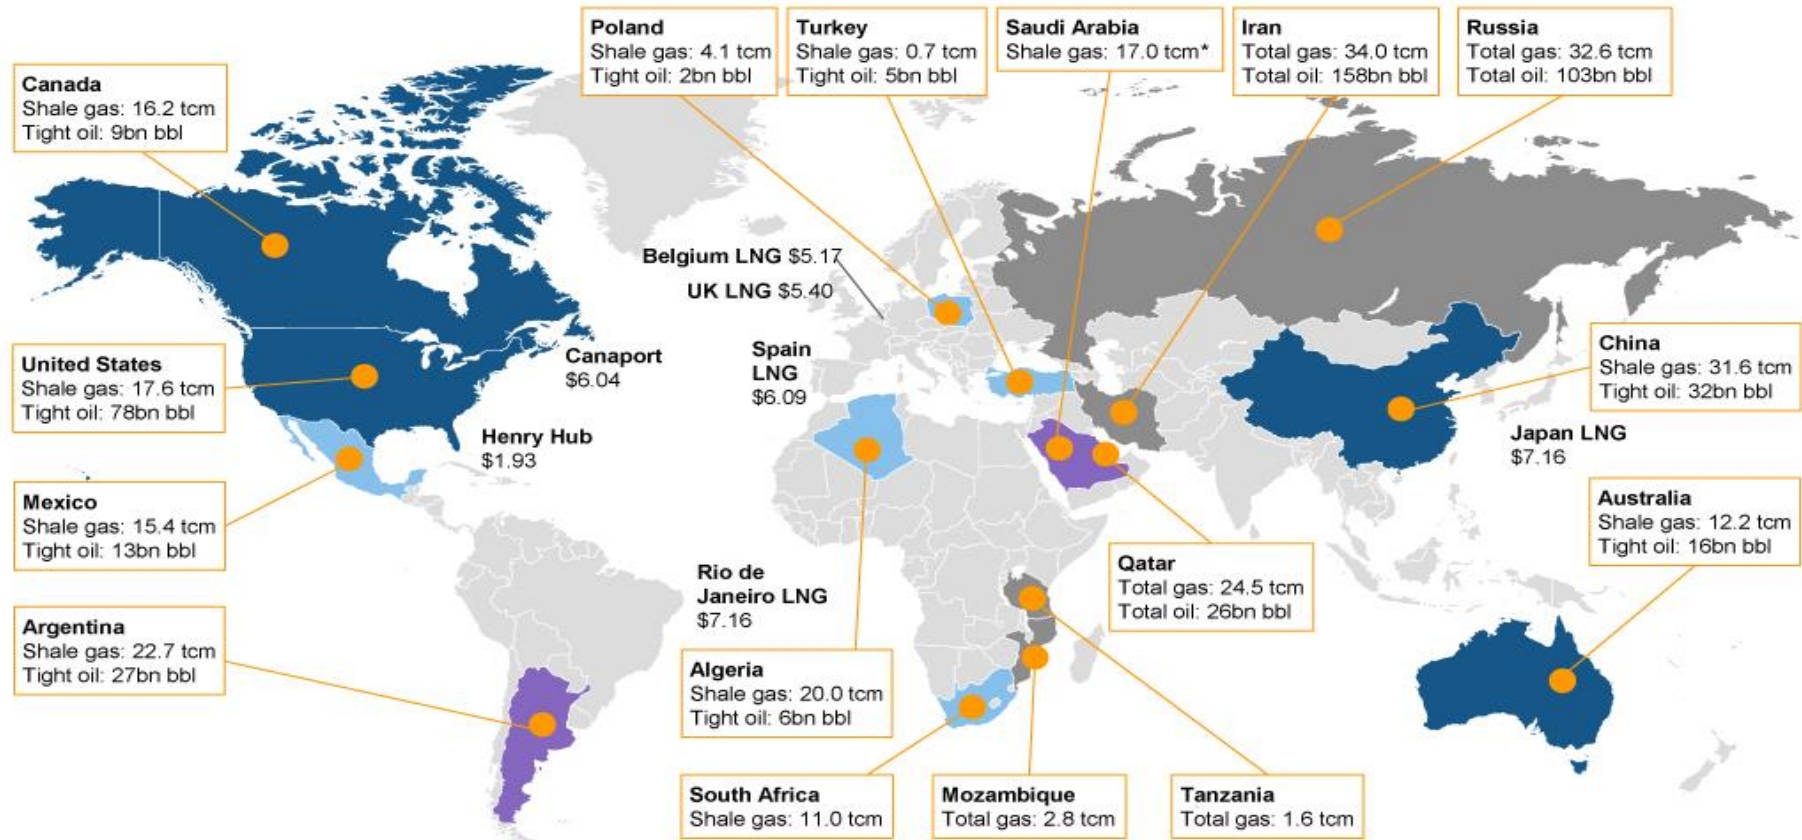 Poland
Shale gas: 4.1 tcm
Tight oil: 2bn bbl
Turkey
Shale gas: 0.7 tcm
Tight oil: 5bn bbl
Saudi Arabia
Shale gas: 17.0 tcm*
Iran
Total gas: 34.0 tcm
Total oil: 158bn bbl
Russia
Total gas: 32.6 tcm
Total oil: 103bn bbl
Canada
Shale gas: 16.2 tcm
Tight oil: 9bn bbl
Belgium LNG $5.17
UK LNG $5.40
United States
Shale gas: 17.6 tcm
Tight oil: 78bn bbl
Canaport
$6.04
Spain
LNG
$6.09
China
Shale gas: 31.6 tcm
Tight oil: 32bn bbl
Henry Hub
$1.93
Japan LNG
$7.16
Mexico
Shale gas: 15.4 tcm
Tight oil: 13bn bbl
Australia
Shale gas: 12.2 tcm
Tight oil: 16bn bbl
Rio de
Janeiro LNG
$7.16
Qatar
Total gas: 24.5 tcm
Total oil: 26bn bbl
Argentina
Shale gas: 22.7 tcm
Tight oil: 27bn bbl
Algeria
Shale gas: 20.0 tcm
Tight oil: 6bn bbl
South Africa
Shale gas: 11.0 tcm
Mozambique
Total gas: 2.8 tcm
Tanzania
Total gas: 1.6 tcm